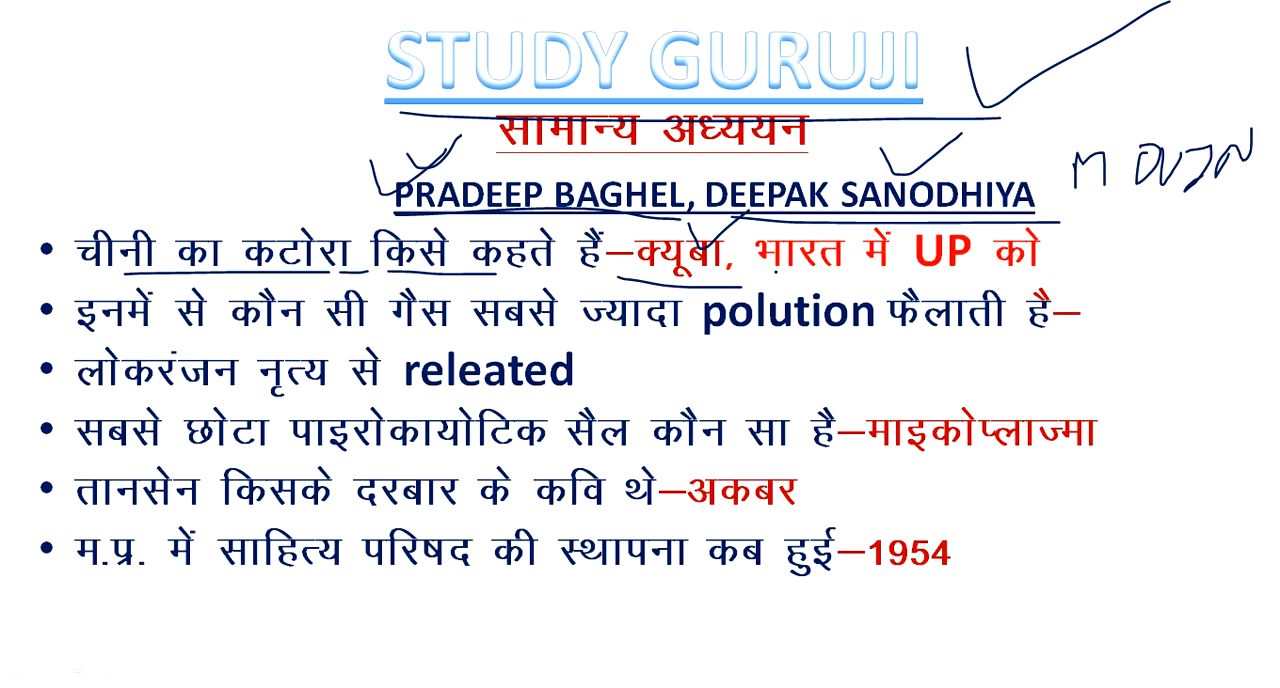 STUDY GURUJI
सामान्य अध्ययन
PRADEEP BAGHEL, DEEPAK SANODHIYA
• चीनी का कटोरा किसे कहते हैं–क्यूबा, भारत में UP को
• इनमें से कौन सी गैस सबसे ज्यादा polution फैलाती है–
• लोकरंजन नृत्य से releated
• सबसे छोटा पाइरोकायोटिक सैल कौन सा है–माइकोप्लाज्मा
• तानसेन किसके दरबार के कवि थे–अकबर
• म.प्र. में साहित्य परिषद की स्थापना कब हुई–1954